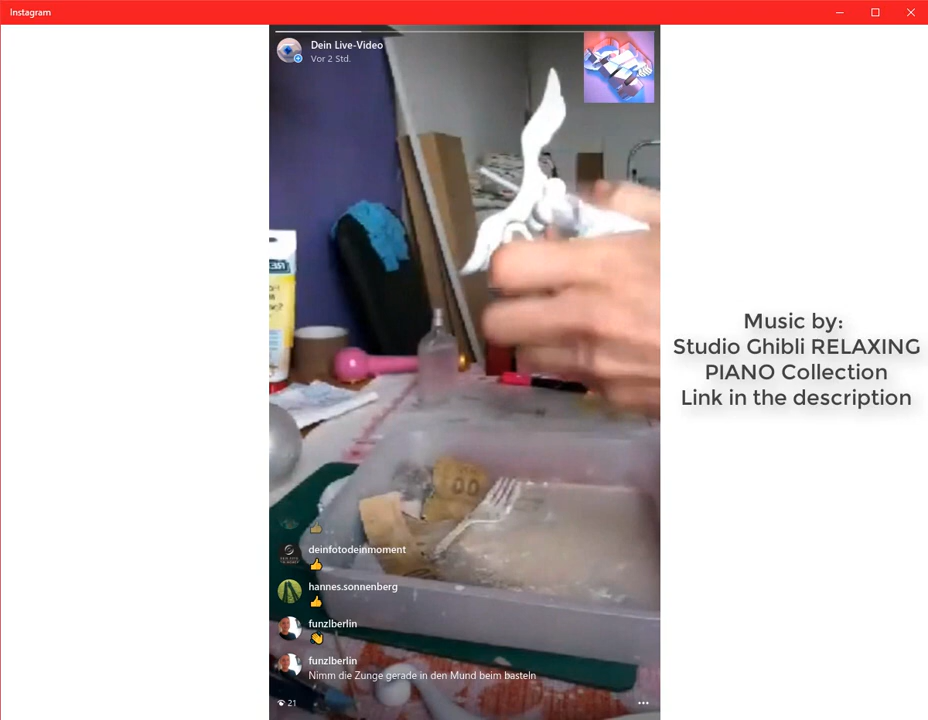 Instagram
Dein Live-Video
Vor 2 Std.
Music by:
Studio Ghibli RELAXING
PIANO Collection
Link in the description
deinfotodeinmoment
hannes.sonnenberg
funzlberlin
funzlberlin
Nimm die Zunge gerade in den Mund beim basteln
21